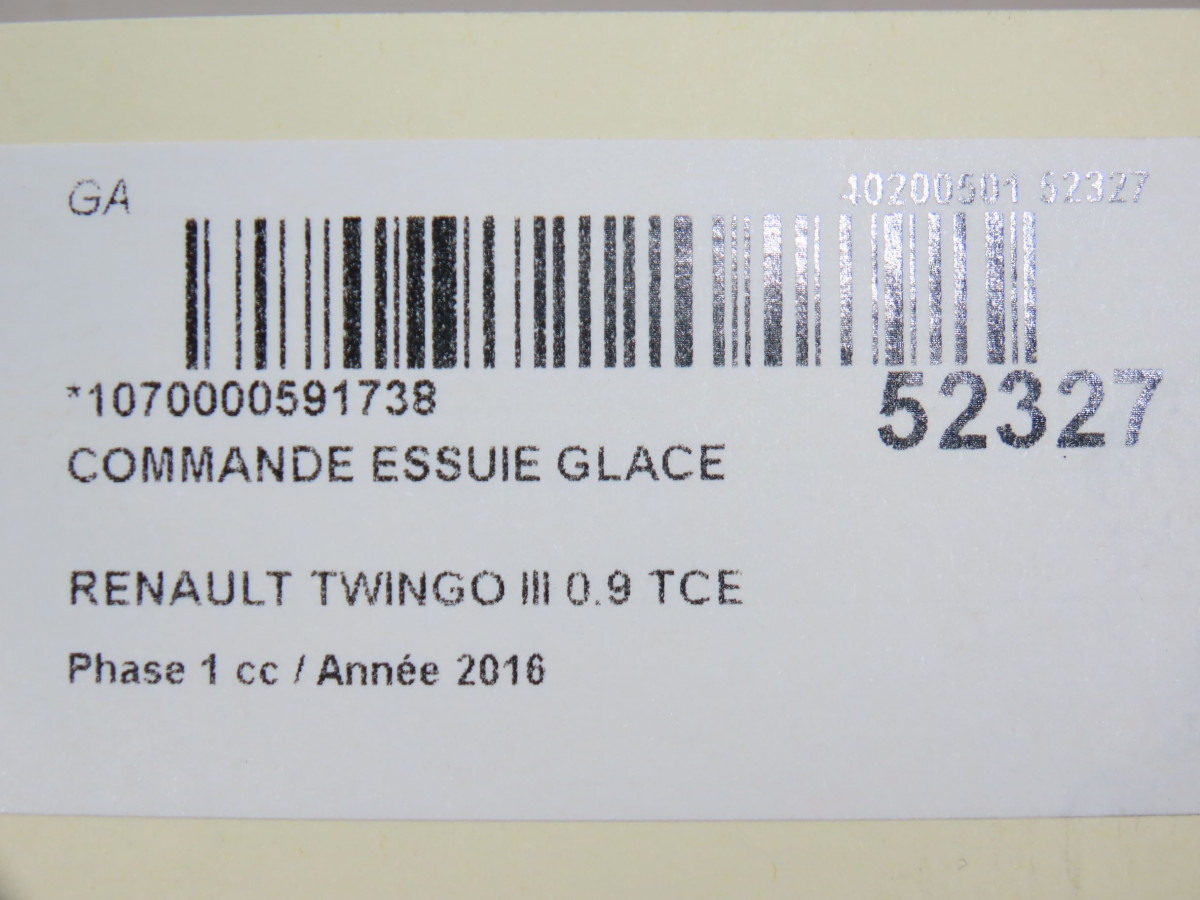 GA 40200501 52327
*1070000591738
52327
COMMANDE ESSUIE GLACE
RENAULT TWINGO III 0.9 TCE
Phase 1 cc / Année 2016